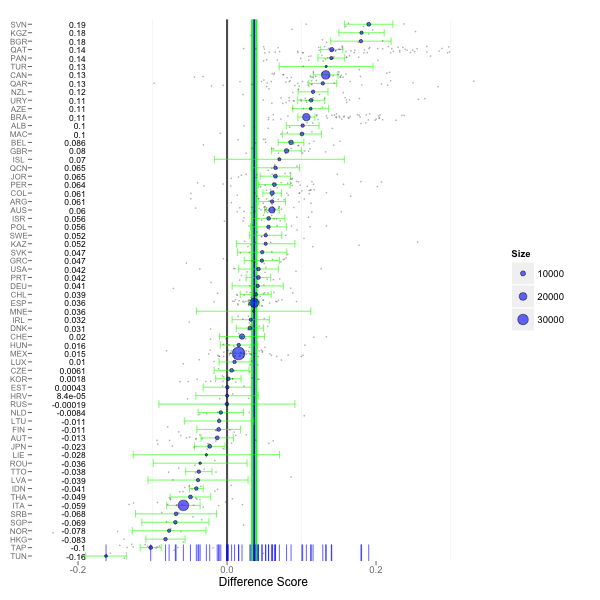 SVN 0.19
KGZ 0.18
BGR 0.18
QAT 0.14
PAN 0.14
TUR 0.13
CAN 0.13
QAR 0.13
NZL 0.12
URY 0.11
AZE 0.11
BRA 0.11
ALB 0.1
MAC 0.1
BEL 0.086
GBR 0.08
ISL 0.07
QCN 0.065
JOR 0.065
PER 0.064
COL 0.061
ARG 0.061
AUS 0.06
ISR 0.056
POL 0.056
SWE 0.052
KAZ 0.052
SVK 0.047
GRC 0.047
USA 0.042
PRT 0.042
DEU 0.041
CHL 0.039
ESP 0.036
MNE 0.036
IRL 0.032
DNK 0.031
CHE 0.02
HUN 0.016
MEX 0.015
LUX 0.01
CZE 0.0061
KOR 0.0018
EST 0.00043
HRV 8.4e-05
RUS -0.00019
NLD -0.0084
LTU -0.011
FIN -0.011
AUT -0.013
JPN -0.023
LIE -0.028
ROU -0.036
TTO -0.038
LVA -0.039
IDN -0.041
THA -0.049
ITA -0.059
SRB -0.068
SGP -0.069
NOR -0.078
HKG -0.083
TAP -0.1
TUN -0.16
-0.2 0.0 0.2
Difference Score
Size
10000
20000
30000